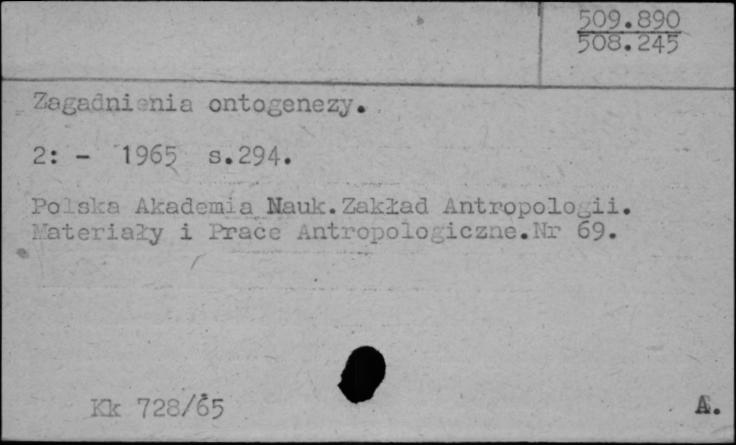 509.890
508.245
Zagadnienia ontogenezy.
2: - 1965 s.294.
Polska Akademia Nauk.Zakład Antropologii.
Materiały i Prace Antropologiczne.Nr 69.
Kk 728/65
A.